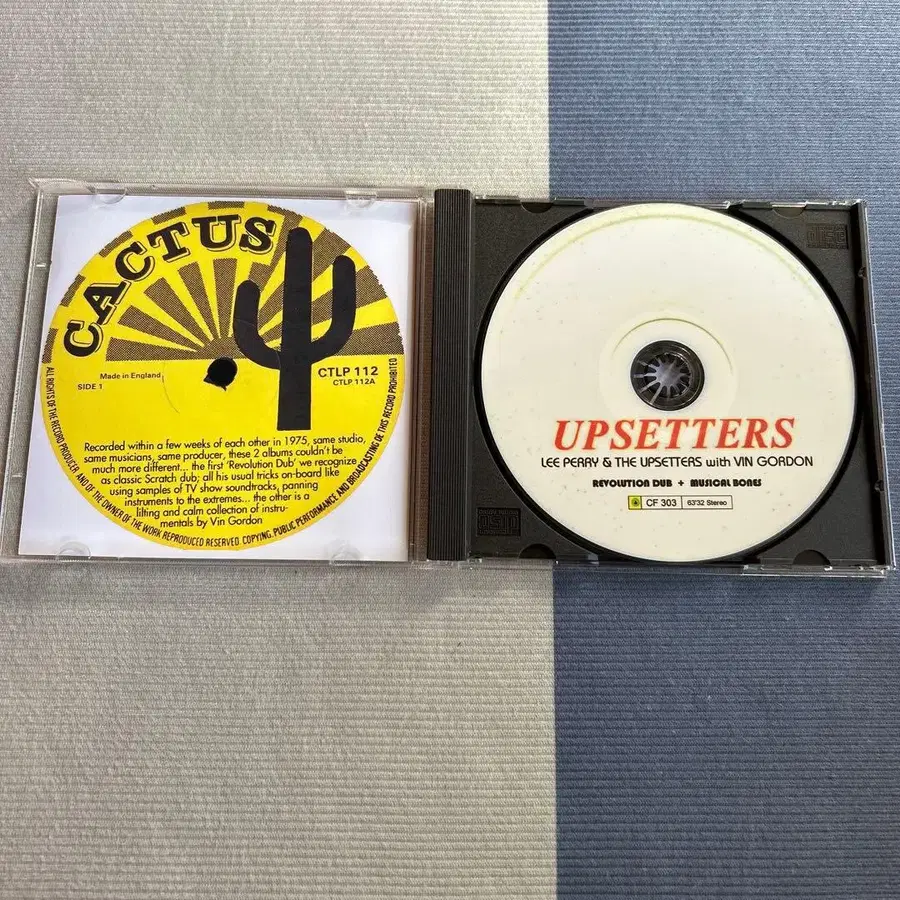 CACTUS
Made in England
SIDE 1
CTLP 112
CTLP 112A
Recorded within a few weeks of each other in 1975, same studio,
same musicians, same producer, these 2 albums couldn't be
much more different... the first 'Revolution Dub' we recognize
as classic Scratch dub; all his usual tricks on-board like
using samples of TV show soundtracks, panning
instruments to the extremes... the other is a
lilting and calm collection of instru-
mentals by Vin Gordon
ALL RIGHTS OF THE RECORD PRODUCER AND OF THE OWNER OF THE WORK REPRODUCED RESERVED. COPYING, PUBLIC PERFORMANCE AND BROADCASTING OF THIS RECORD PROHIBITED
UPSETTERS
LEE PERRY & THE UPSETTERS with VIN GORDON
REVOLUTION DUB + MUSICAL BONES
CF 303
63'32 Stereo